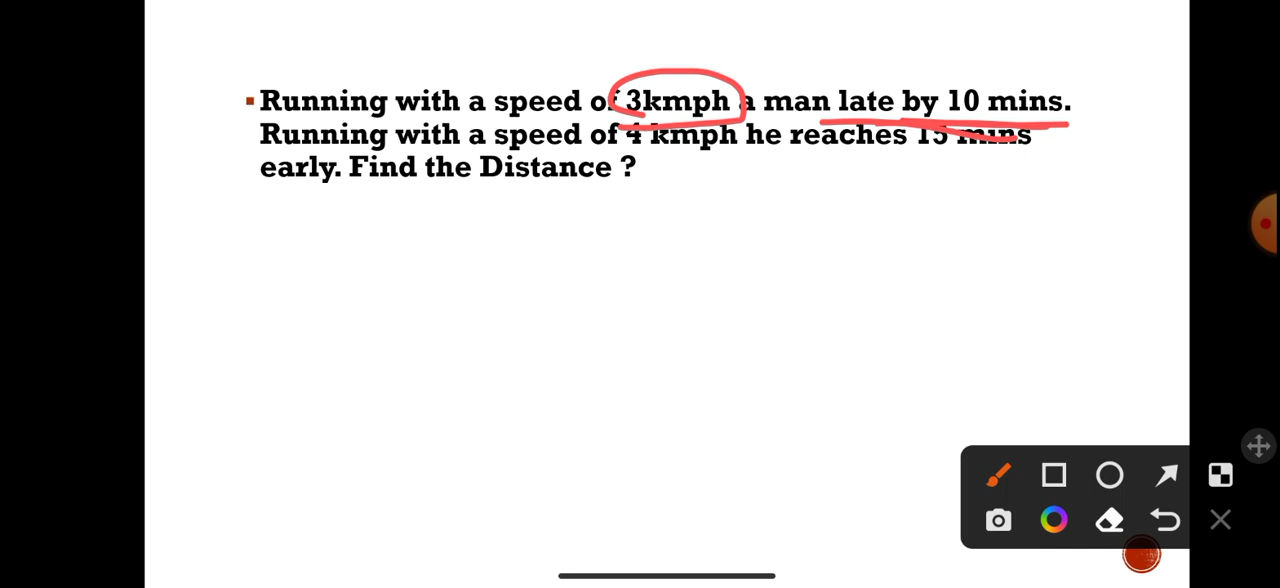 Running with a speed of 3kmph a man late by 10 mins.
Running with a speed of 4 kmph he reaches 15 mins
early. Find the Distance ?